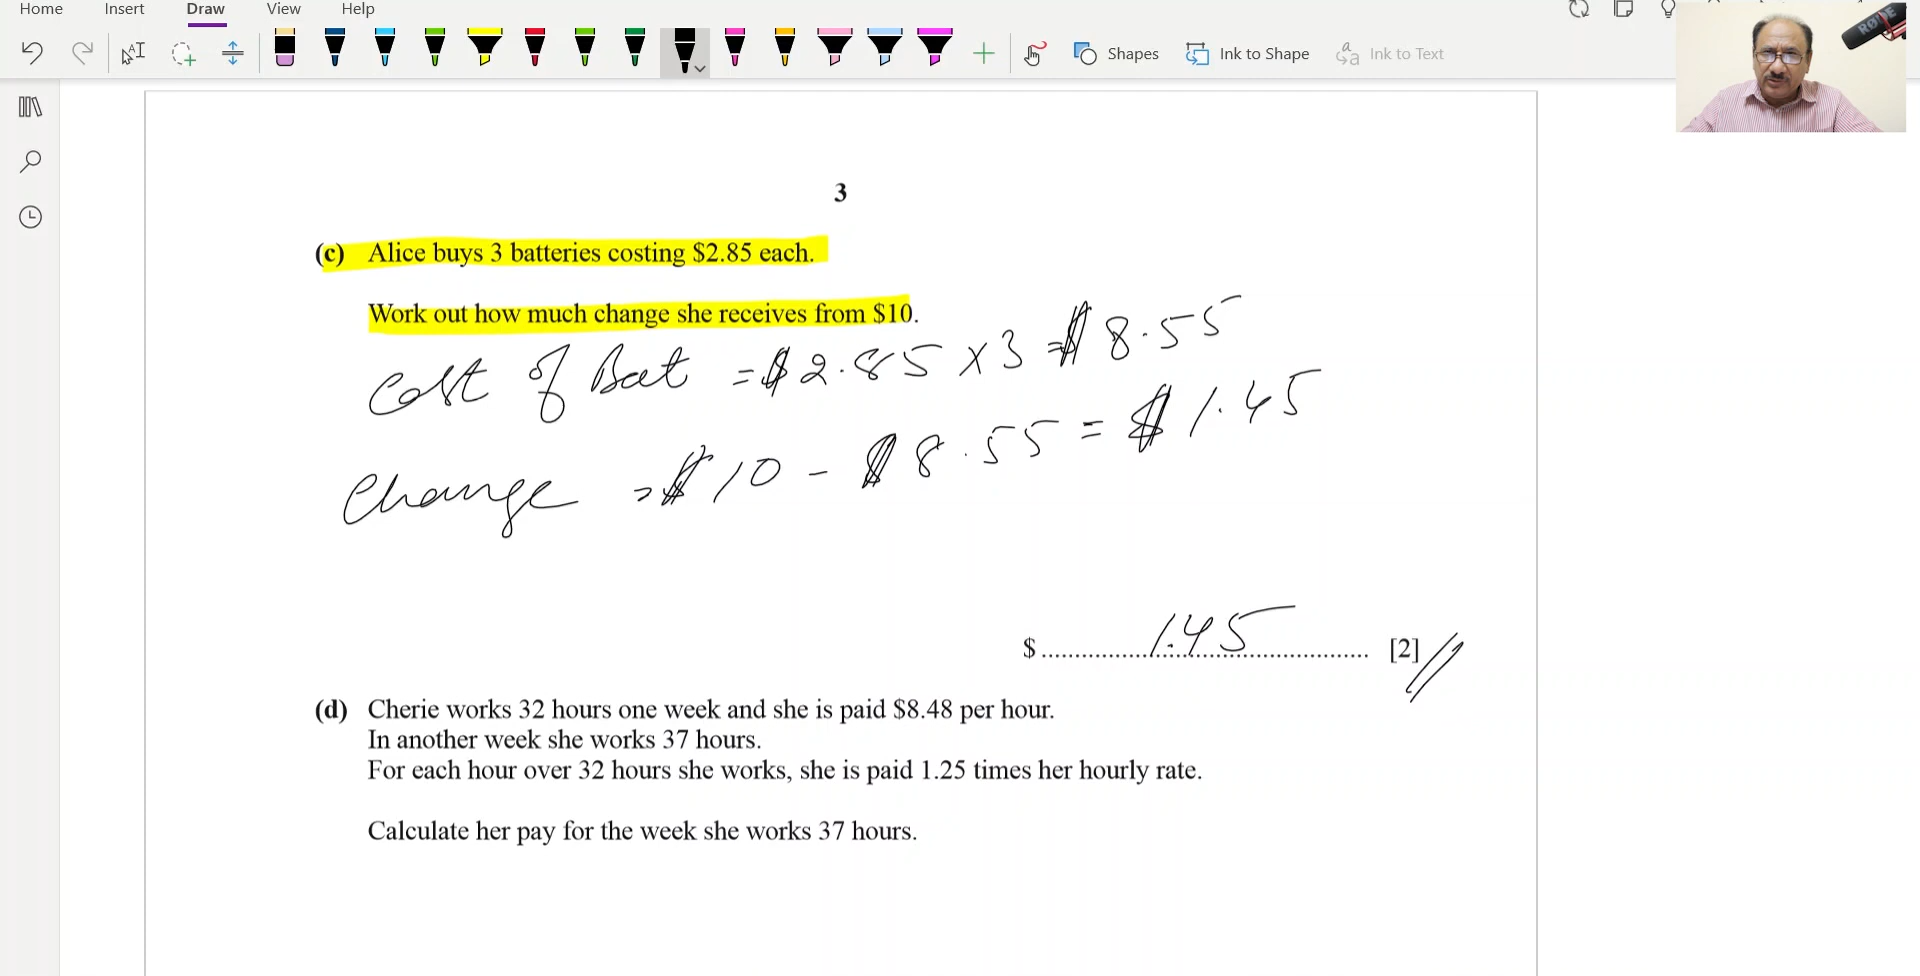 Home Insert Draw View Help
Shapes Ink to Shape Ink to Text
RØDE
3
(c) Alice buys 3 batteries costing $2.85 each.
Work out how much change she receives from $10.
Cost of Bat = $2.85 × 3 = $8.55
Change = $10 - $8.55 = $1.45
$ 1.45 [2]
(d) Cherie works 32 hours one week and she is paid $8.48 per hour.
In another week she works 37 hours.
For each hour over 32 hours she works, she is paid 1.25 times her hourly rate.
Calculate her pay for the week she works 37 hours.